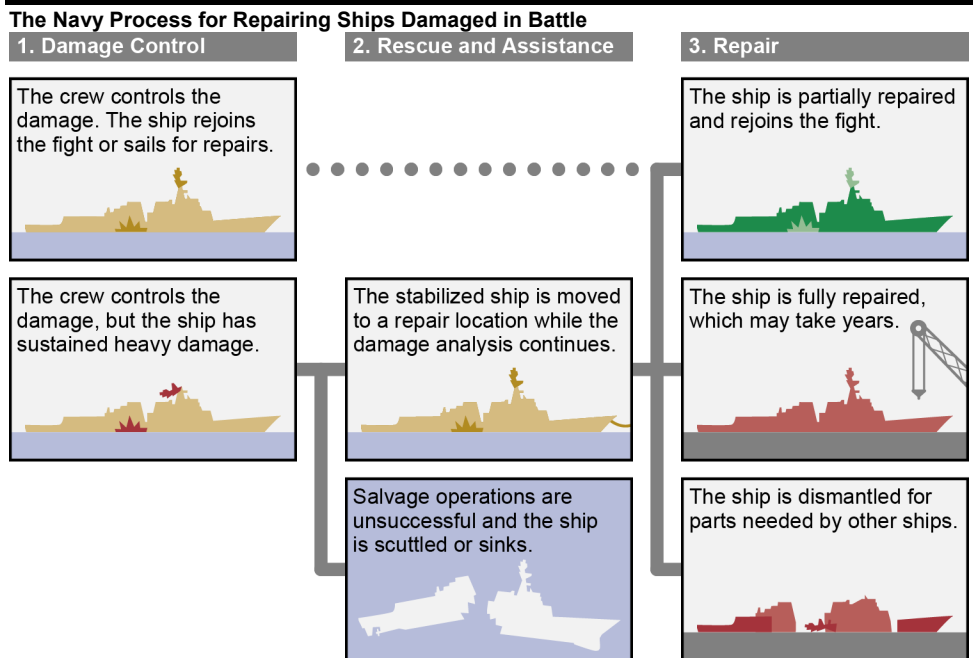 The Navy Process for Repairing Ships Damaged in Battle
1. Damage Control
2. Rescue and Assistance
3. Repair
The crew controls the
damage. The ship rejoins
the fight or sails for repairs.
The ship is partially repaired
and rejoins the fight.
The crew controls the
damage, but the ship has
sustained heavy damage.
The stabilized ship is moved
to a repair location while the
damage analysis continues.
The ship is fully repaired,
which may take years.
Salvage operations are
unsuccessful and the ship
is scuttled or sinks.
The ship is dismantled for
parts needed by other ships.